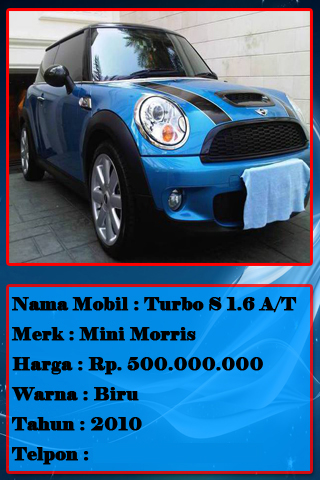 Nama Mobil : Turbo S 1.6 A/T
Merk : Mini Morris
Harga : Rp. 500.000.000
Warna : Biru
Tahun : 2010
Telpon :